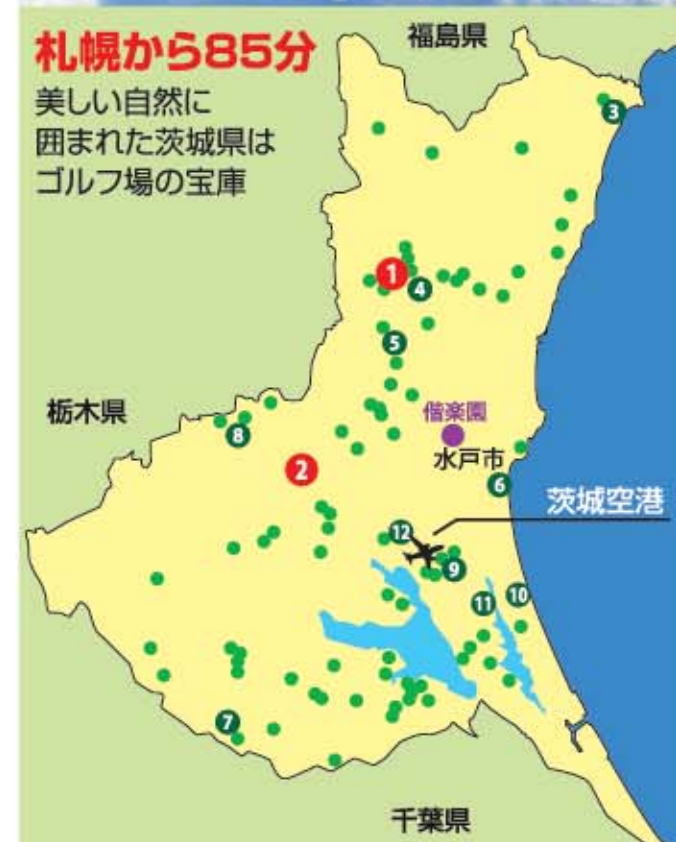 札幌から85分
美しい自然に
囲まれた茨城県は
ゴルフ場の宝庫
福島県
3
1
4
5
栃木県
偕楽園
8
水戸市
2
6
茨城空港
12
9
11
10
7
千葉県